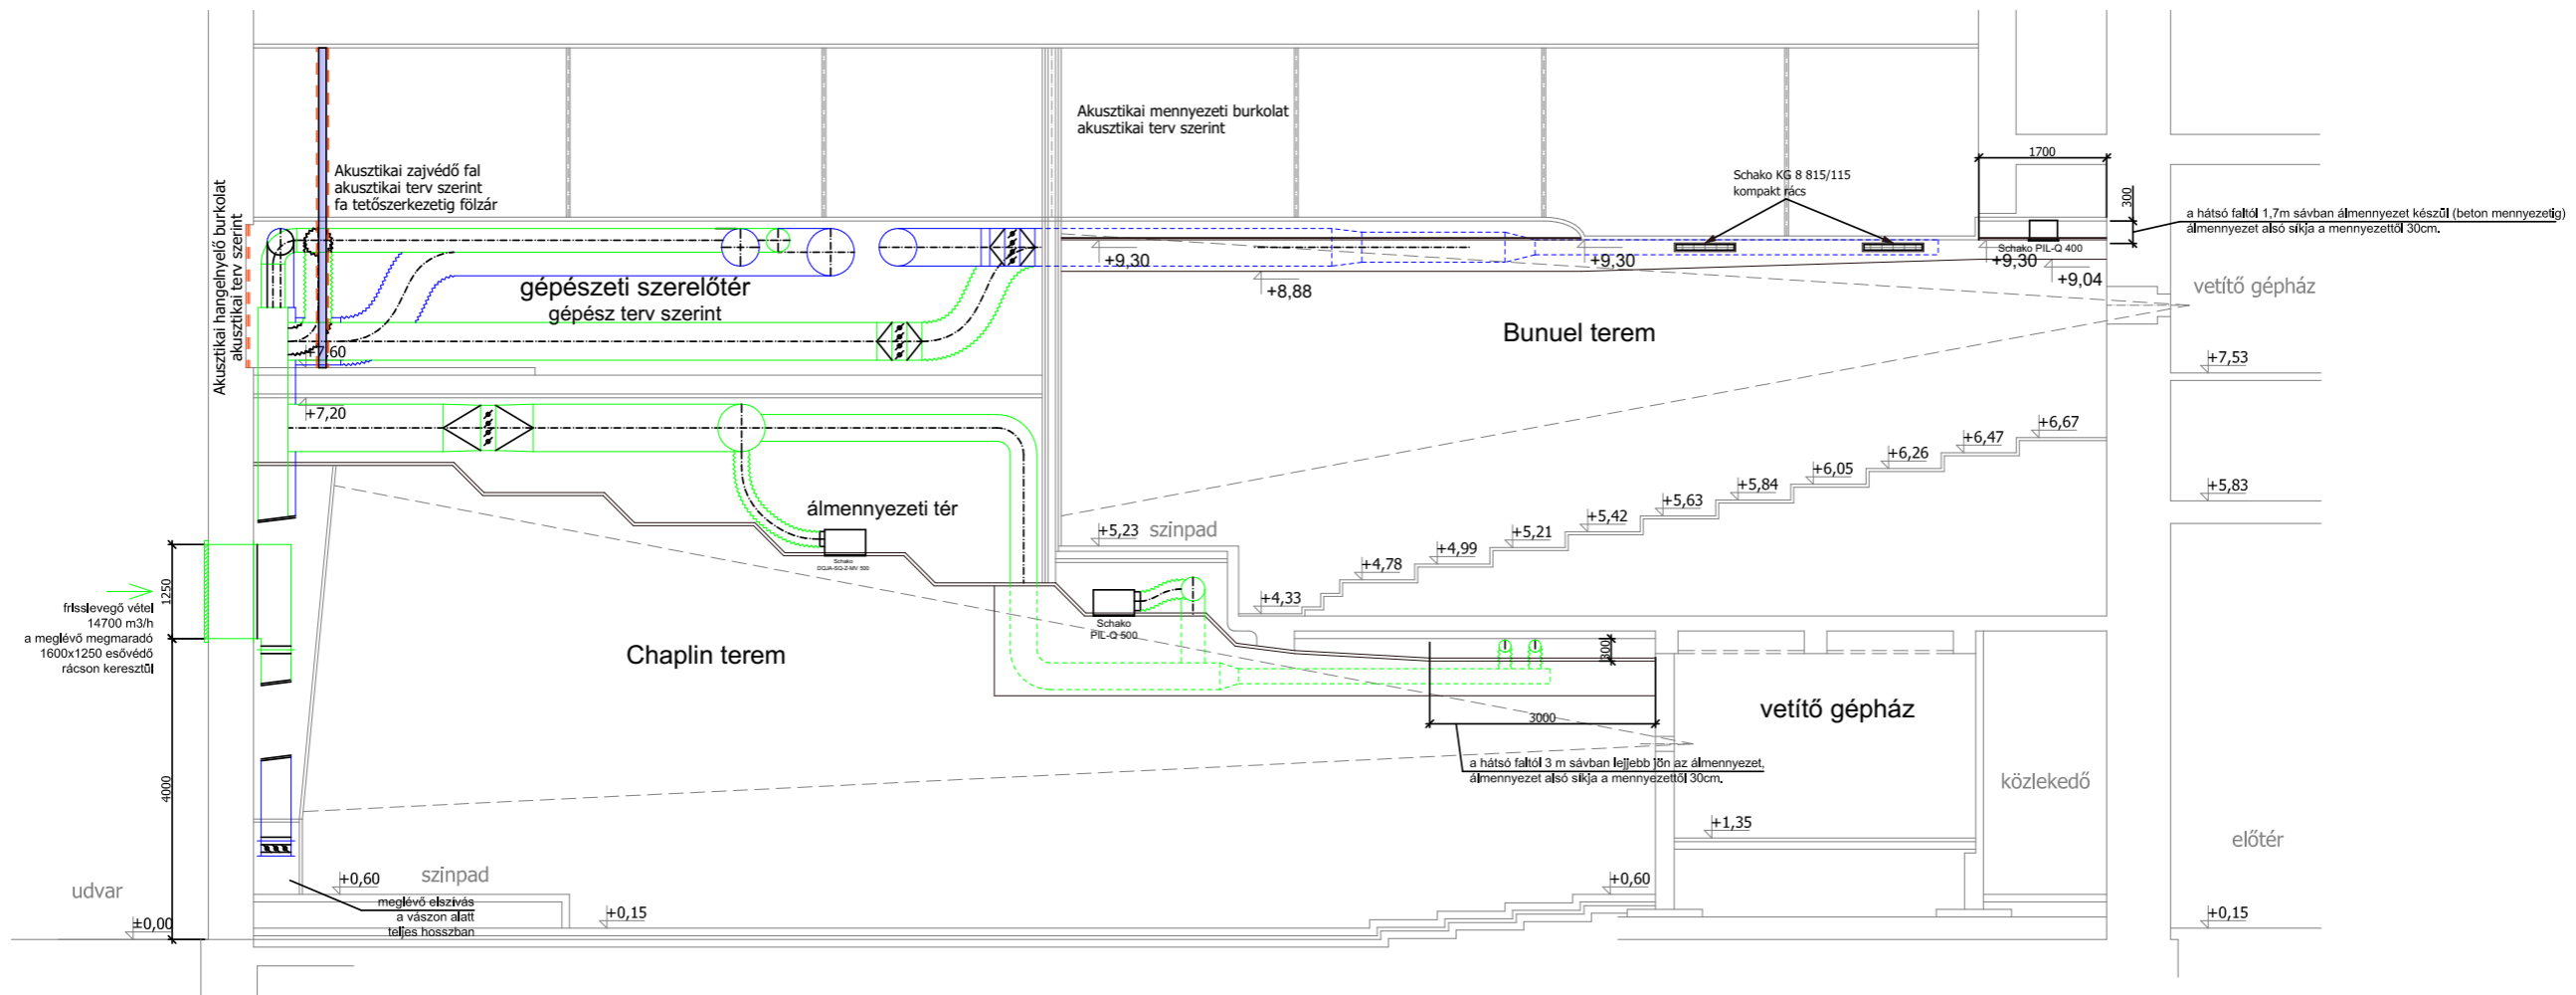 Akusztikai mennyezeti burkolat
akusztikai terv szerint
Akusztikai zajvédő fal
akusztikai terv szerint
fa tetőszerkezetig fölzár
Akusztikai hangelnyelő burkolat
akusztikai terv szerint
Schako KG 8 815/115
kompakt rács
1700
300
a hátsó faltól 1,7m sávban álmennyezet készül (beton mennyezetig)
álmennyezet alsó síkja a mennyezettől 30cm.
Schako PIL-Q 400
+9,30
+9,30
+9,30
+9,04
+8,88
gépészeti szerelőtér
gépész terv szerint
vetítő gépház
Bunuel terem
+7,60
+7,53
+7,20
+6,67
+6,47
+6,26
+6,05
+5,84
+5,83
+5,63
+5,42
+5,21
+4,99
+4,78
+4,33
+5,23
színpad
álmennyezeti tér
Schako
DQJA-SQ-Z-MV 500
Schako
PIL-Q 500
1250
frisslevegő vétel
14700 m3/h
a meglévő megmaradó
1600x1250 esővédő
rácson keresztül
Chaplin terem
300
3000
vetítő gépház
a hátsó faltól 3 m sávban lejjebb jön az álmennyezet,
álmennyezet alsó síkja a mennyezettől 30cm.
közlekedő
4000
+1,35
előtér
udvar
+0,60
színpad
+0,60
meglévő elszívás
a vászon alatt
teljes hosszban
±0,00
+0,15
+0,15